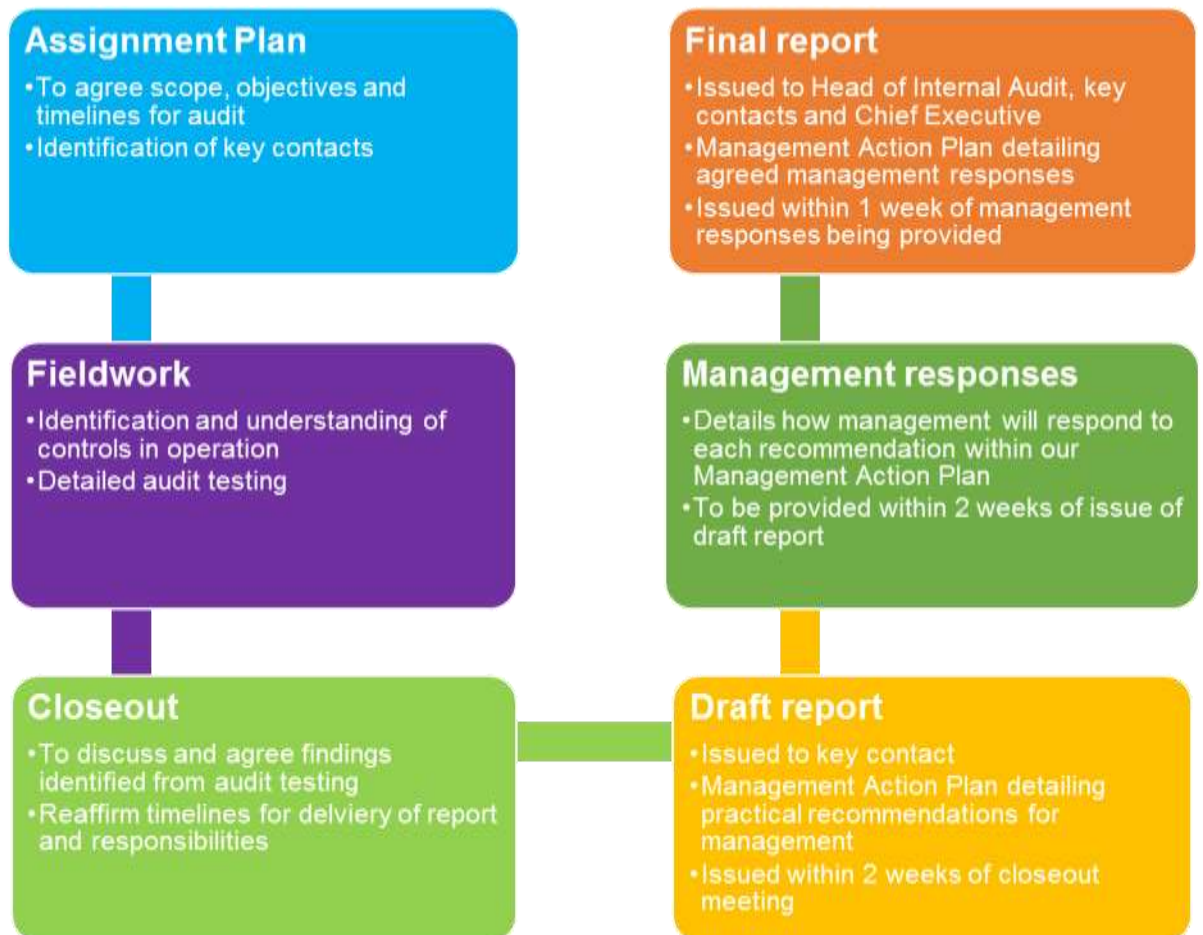 Assignment Plan
•To agree scope, objectives and
timelines for audit
•Identification of key contacts
Fieldwork
•Identification and understanding of
controls in operation
•Detailed audit testing
Closeout
•To discuss and agree findings
identified from audit testing
•Reaffirm timelines for delviery of report
and responsibilities
Draft report
•Issued to key contact
•Management Action Plan detailing
practical recommendations for
management
•Issued within 2 weeks of closeout
meeting
Management responses
•Details how management will respond to
each recommendation within our
Management Action Plan
•To be provided within 2 weeks of issue of
draft report
Final report
•Issued to Head of Internal Audit, key
contacts and Chief Executive
•Management Action Plan detailing
agreed management responses
•Issued within 1 week of management
responses being provided